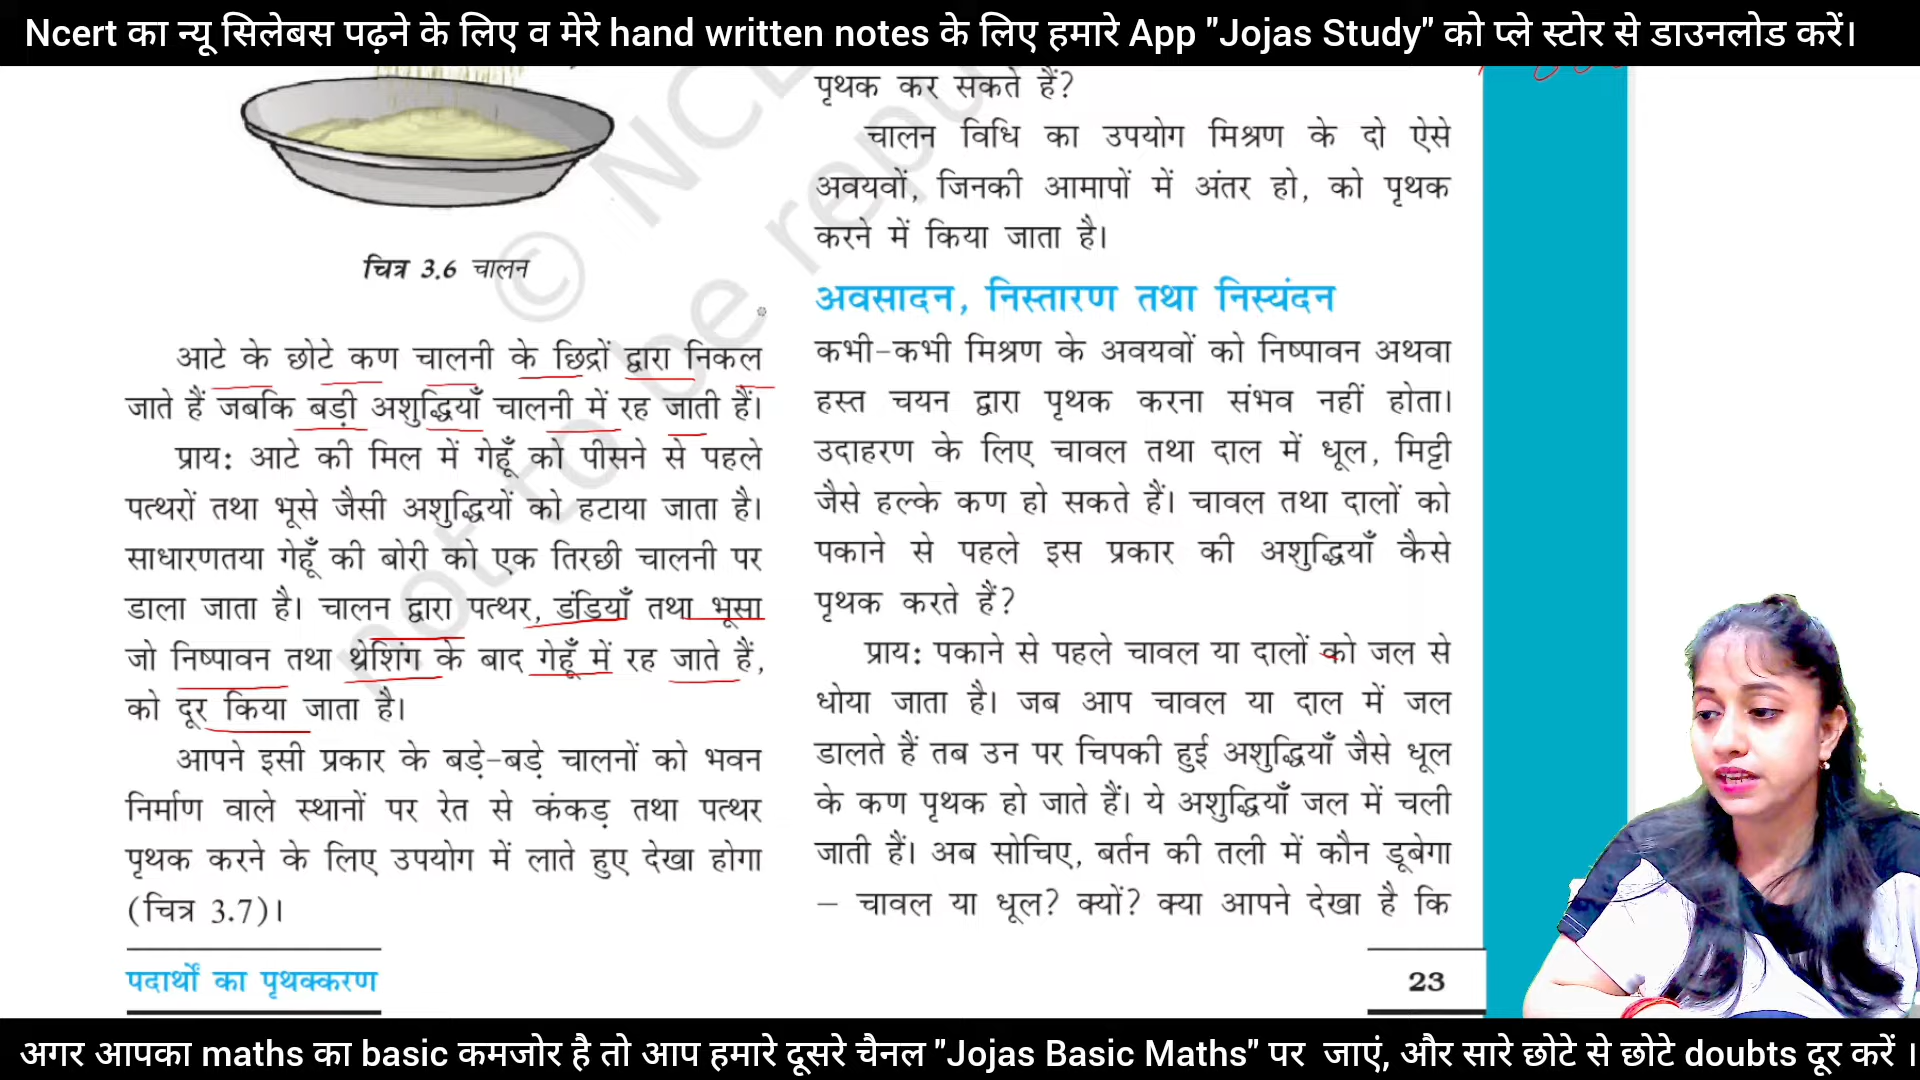 Ncert का न्यू सिलेबस पढ़ने के लिए व मेरे hand written notes के लिए हमारे App "Jojas Study" को प्ले स्टोर से डाउनलोड करें।
चित्र 3.6 चालन
आटे के छोटे कण चालनी के छिद्रों द्वारा निकल
जाते हैं जबकि बड़ी अशुद्धियाँ चालनी में रह जाती हैं।
प्राय: आटे की मिल में गेहूँ को पीसने से पहले
पत्थरों तथा भूसे जैसी अशुद्धियों को हटाया जाता है।
साधारणतया गेहूँ की बोरी को एक तिरछी चालनी पर
डाला जाता है। चालन द्वारा पत्थर, डंडियाँ तथा भूसा
जो निष्पावन तथा थ्रेशिंग के बाद गेहूँ में रह जाते हैं,
को दूर किया जाता है।
आपने इसी प्रकार के बड़े-बड़े चालनों को भवन
निर्माण वाले स्थानों पर रेत से कंकड़ तथा पत्थर
पृथक करने के लिए उपयोग में लाते हुए देखा होगा
(चित्र 3.7)।
पदार्थों का पृथक्करण
पृथक कर सकते हैं?
चालन विधि का उपयोग मिश्रण के दो ऐसे
अवयवों, जिनकी आमापों में अंतर हो, को पृथक
करने में किया जाता है।
अवसादन, निस्तारण तथा निस्यंदन
कभी-कभी मिश्रण के अवयवों को निष्पावन अथवा
हस्त चयन द्वारा पृथक करना संभव नहीं होता।
उदाहरण के लिए चावल तथा दाल में धूल, मिट्टी
जैसे हल्के कण हो सकते हैं। चावल तथा दालों को
पकाने से पहले इस प्रकार की अशुद्धियाँ कैसे
पृथक करते हैं?
प्राय: पकाने से पहले चावल या दालों को जल से
धोया जाता है। जब आप चावल या दाल में जल
डालते हैं तब उन पर चिपकी हुई अशुद्धियाँ जैसे धूल
के कण पृथक हो जाते हैं। ये अशुद्धियाँ जल में चली
जाती हैं। अब सोचिए, बर्तन की तली में कौन डूबेगा
– चावल या धूल? क्यों? क्या आपने देखा है कि
23
© NC
not to be repu
अगर आपका maths का basic कमजोर है तो आप हमारे दूसरे चैनल "Jojas Basic Maths" पर जाएं, और सारे छोटे से छोटे doubts दूर करें ।